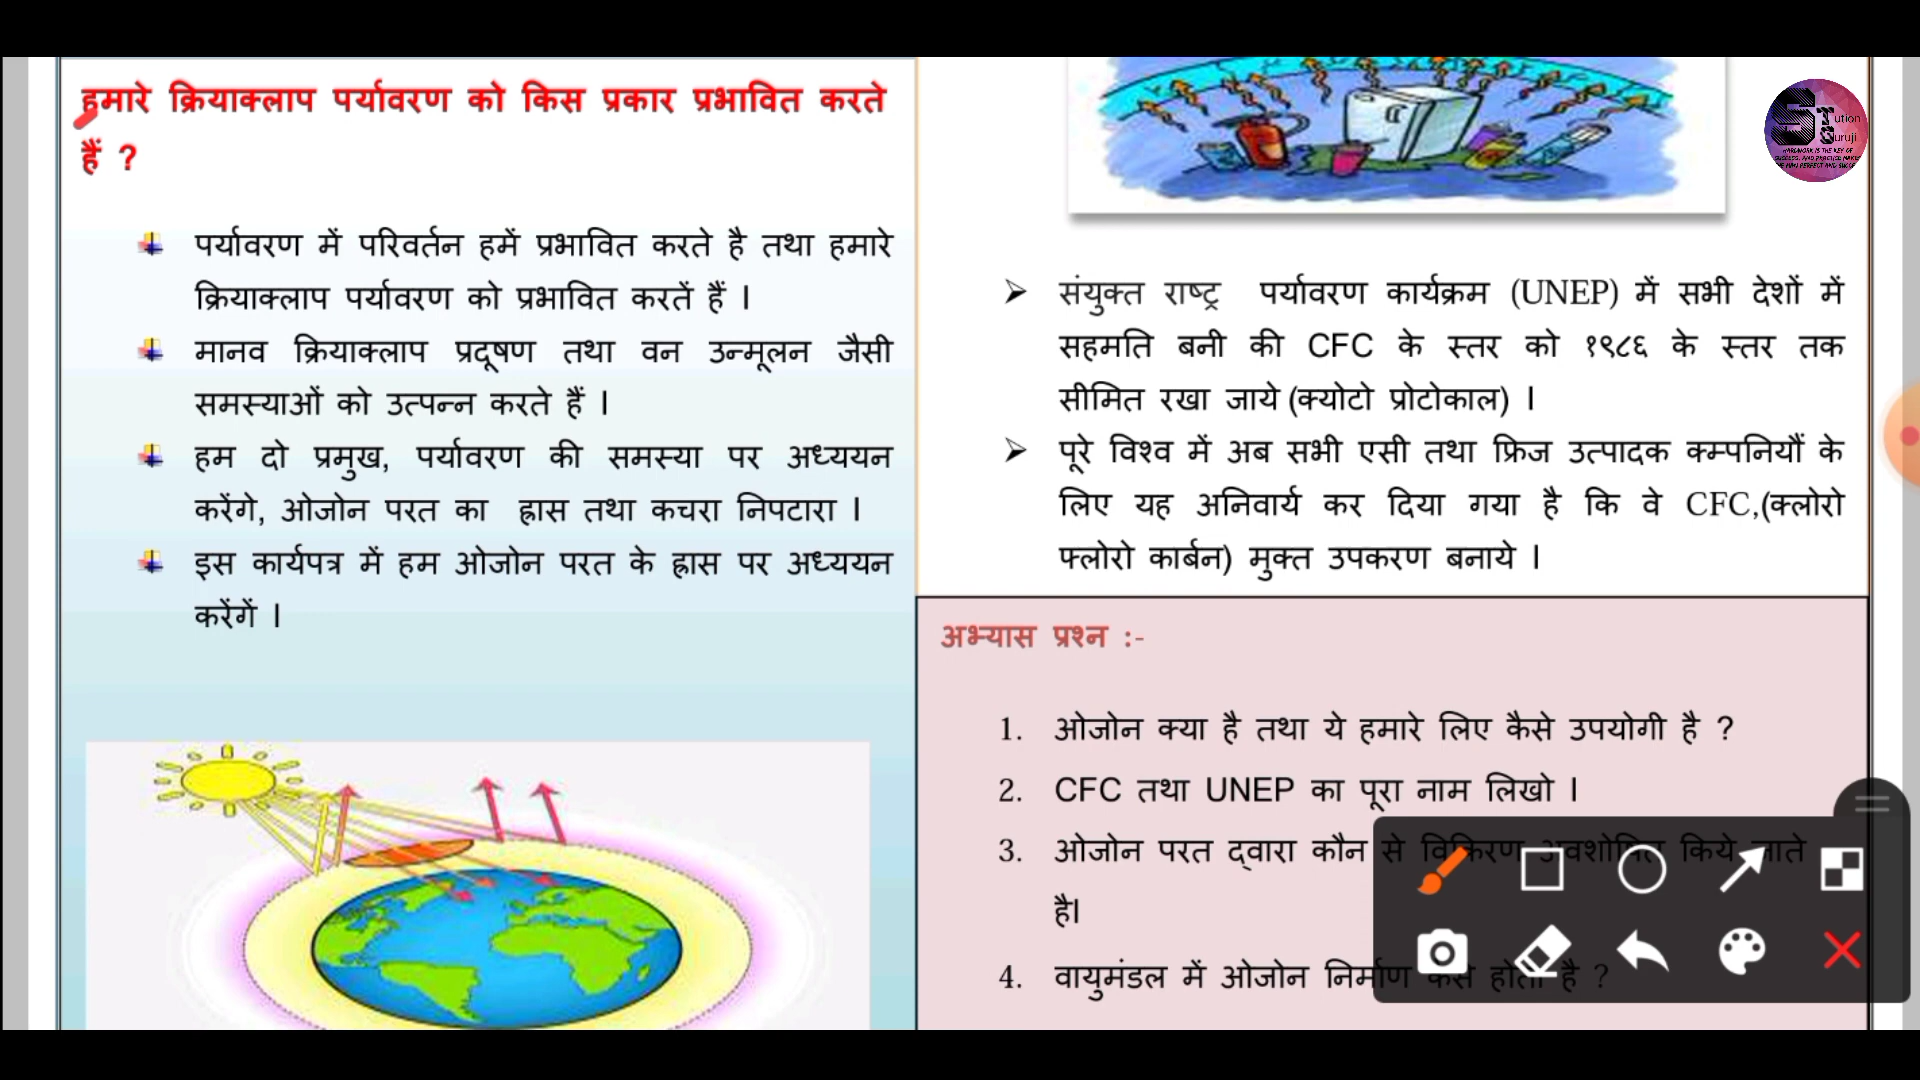 हमारे क्रियाक्लाप पर्यावरण को किस प्रकार प्रभावित करते
हैं ?
पर्यावरण में परिवर्तन हमें प्रभावित करते है तथा हमारे
क्रियाक्लाप पर्यावरण को प्रभावित करतें हैं ।
मानव क्रियाक्लाप प्रदूषण तथा वन उन्मूलन जैसी
समस्याओं को उत्पन्न करते हैं ।
हम दो प्रमुख, पर्यावरण की समस्या पर अध्ययन
करेंगे, ओजोन परत का ह्रास तथा कचरा निपटारा ।
इस कार्यपत्र में हम ओजोन परत के ह्रास पर अध्ययन
करेंगें ।
STution
Guruji
संयुक्त राष्ट्र पर्यावरण कार्यक्रम (UNEP) में सभी देशों में
सहमति बनी की CFC के स्तर को १९८६ के स्तर तक
सीमित रखा जाये (क्योटो प्रोटोकाल) ।
पूरे विश्व में अब सभी एसी तथा फ्रिज उत्पादक कम्पनियौं के
लिए यह अनिवार्य कर दिया गया है कि वे CFC,(क्लोरो
फ्लोरो कार्बन) मुक्त उपकरण बनाये ।
अभ्यास प्रश्न :-
1. ओजोन क्या है तथा ये हमारे लिए कैसे उपयोगी है ?
2. CFC तथा UNEP का पूरा नाम लिखो ।
3. ओजोन परत द्वारा कौन से विकिरण अवशोषित किये जाते
है।
4. वायुमंडल में ओजोन निर्माण कैसे होता है ?